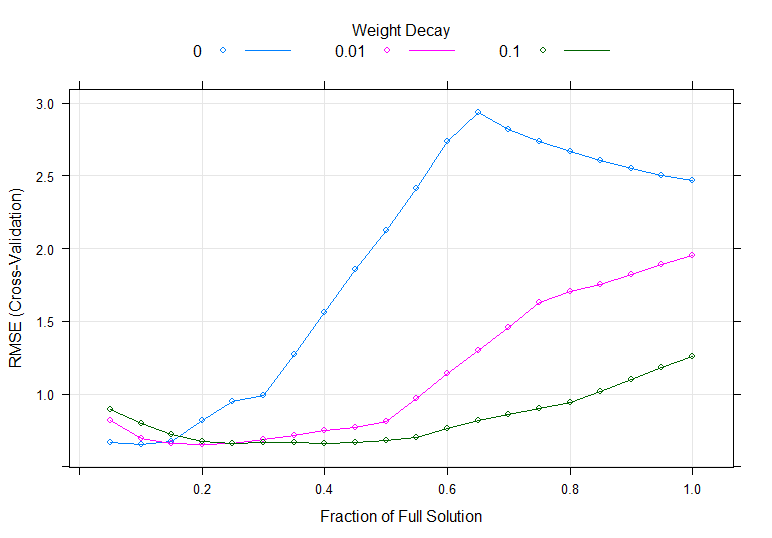 Weight Decay
0 0.01 0.1
3.0
2.5
2.0
1.5
1.0
RMSE (Cross-Validation)
0.2 0.4 0.6 0.8 1.0
Fraction of Full Solution